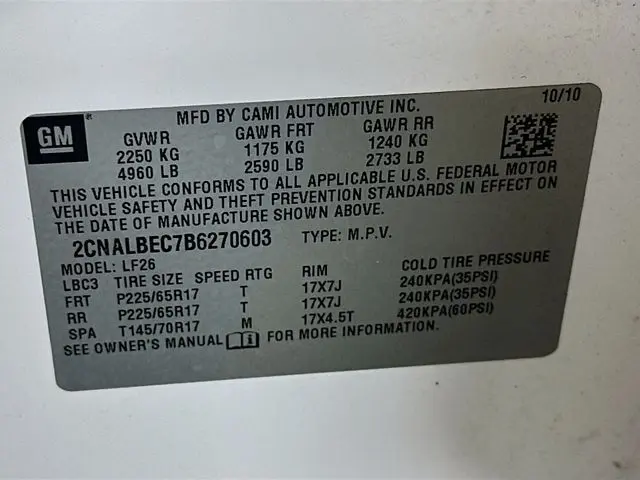 GM ®
MFD BY CAMI AUTOMOTIVE INC. 10/10
GVWR GAWR FRT GAWR RR
2250 KG 1175 KG 1240 KG
4960 LB 2590 LB 2733 LB
THIS VEHICLE CONFORMS TO ALL APPLICABLE U.S. FEDERAL MOTOR
VEHICLE SAFETY AND THEFT PREVENTION STANDARDS IN EFFECT ON
THE DATE OF MANUFACTURE SHOWN ABOVE.
2CNALBEC7B6270603 TYPE: M.P.V.
MODEL: LF26
LBC3 TIRE SIZE SPEED RTG RIM COLD TIRE PRESSURE
FRT P225/65R17 T 17X7J 240KPA(35PSI)
RR P225/65R17 T 17X7J 240KPA(35PSI)
SPA T145/70R17 M 17X4.5T 420KPA(60PSI)
SEE OWNER'S MANUAL FOR MORE INFORMATION.